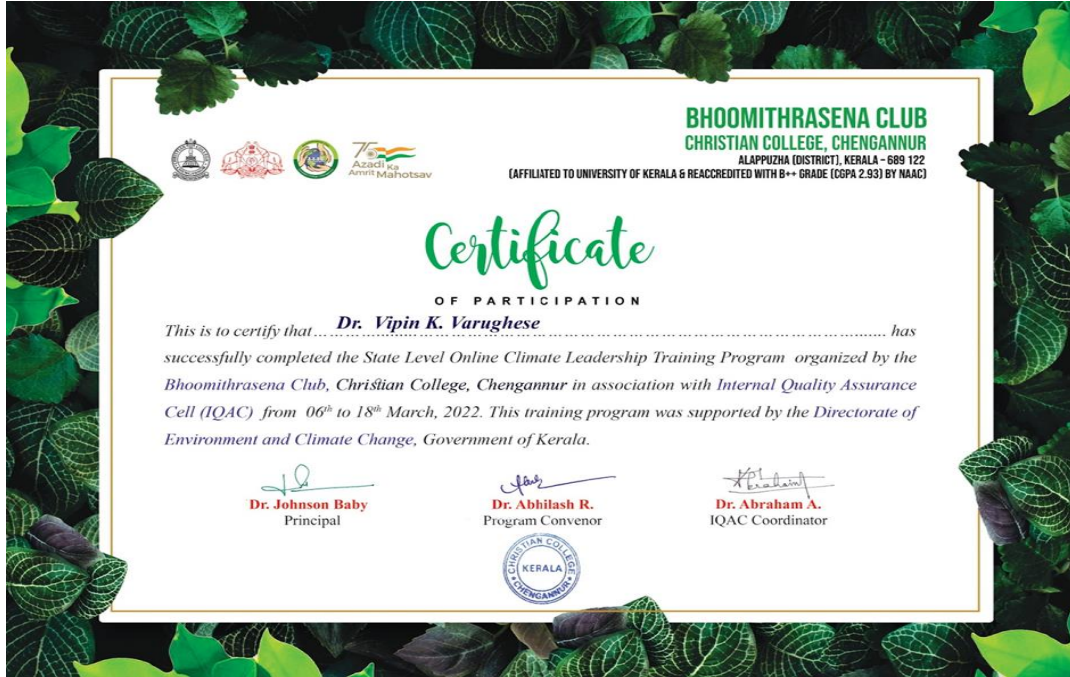 BHOOMITHRASENA CLUB
CHRISTIAN COLLEGE, CHENGANNUR
ALAPPUZHA (DISTRICT), KERALA - 689 122
(AFFILIATED TO UNIVERSITY OF KERALA & REACCREDITED WITH B++ GRADE (CGPA 2.93) BY NAAC)
75
Azadi Ka
Amrit Mahotsav
Certificate
OF PARTICIPATION
This is to certify that Dr. Vipin K. Varughese has
successfully completed the State Level Online Climate Leadership Training Program organized by the
Bhoomithrasena Club, Christian College, Chengannur in association with Internal Quality Assurance
Cell (IQAC) from 06th to 18th March, 2022. This training program was supported by the Directorate of
Environment and Climate Change, Government of Kerala.
Dr. Johnson Baby
Principal
Dr. Abhilash R.
Program Convenor
Dr. Abraham A.
IQAC Coordinator
CHRISTIAN COLLEGE
KERALA
CHENGANNUR